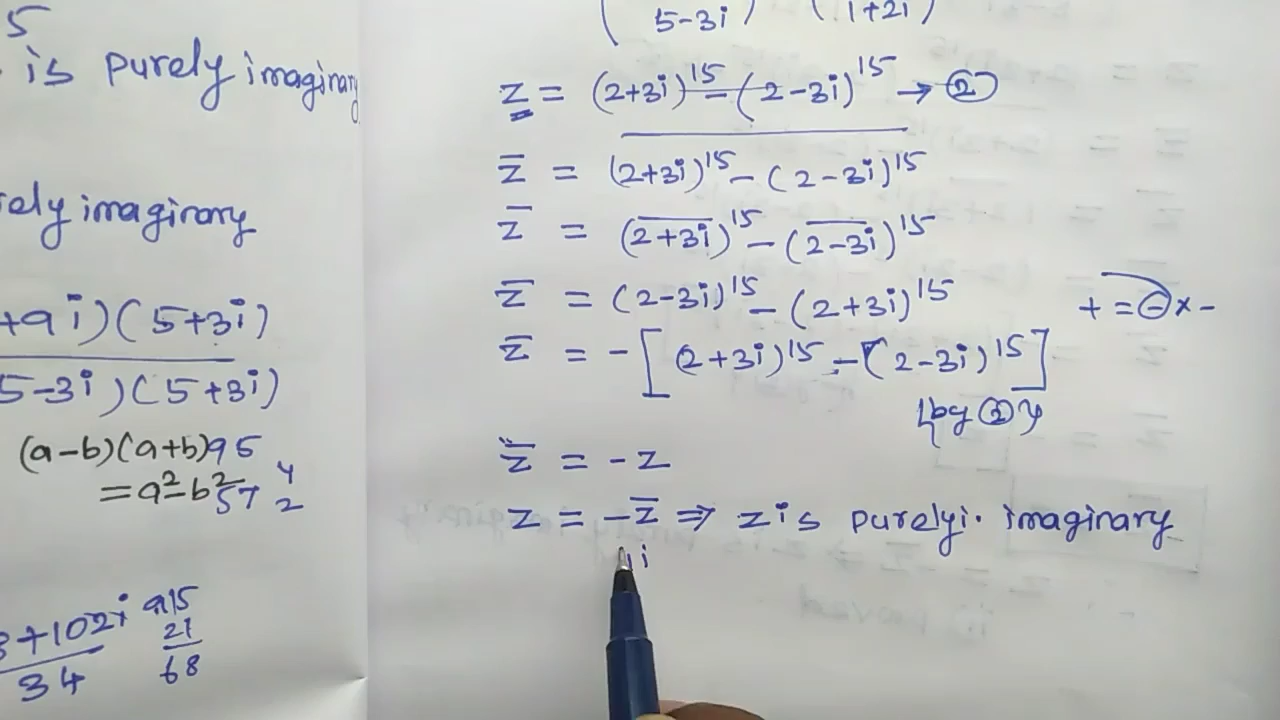 5
is purely imaginary
rely imaginary
+9i)(5+3i)
5-3i)(5+3i)
(a-b)(a+b)95
=a²-b² 57 4
2
3+102i 915
34 21
68
5-3i) (1+2i)
z = (2+3i)¹⁵ - (2-3i)¹⁵ → ②
z̅ = (2+3i)¹⁵ - (2-3i)¹⁵
z̅ = (2+3i)¹⁵ - (2-3i)¹⁵
z̅ = (2-3i)¹⁵ - (2+3i)¹⁵ + = ⊖ x -
z̅ = -[(2+3i)¹⁵ - (2-3i)¹⁵]
{by ②}
z̅ = -z
z = -z̅ ⇒ z is purelyi. imaginary
i